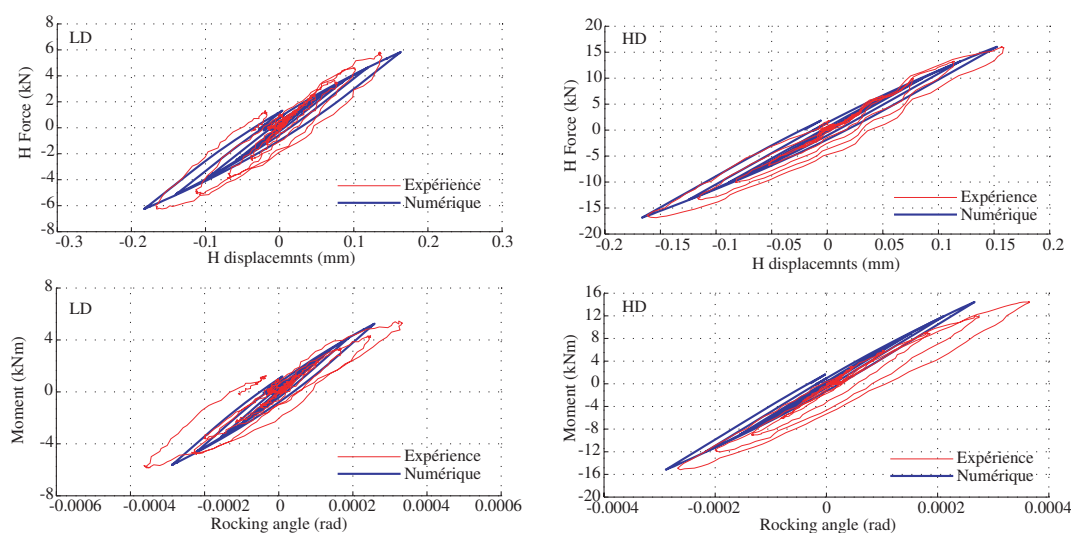 LD
H Force (kN)
8
6
4
2
0
-2
-4
-6
-8
Expérience
Numérique
-0.3 -0.2 -0.1 0 0.1 0.2 0.3
H displacemnts (mm)
HD
H Force (kN)
20
15
10
5
0
-5
-10
-15
-20
Expérience
Numérique
-0.2 -0.15 -0.1 -0.05 0 0.05 0.1 0.15 0.2
H displacemnts (mm)
LD
Moment (kNm)
8
4
0
-4
-8
Expérience
Numérique
-0.0006 -0.0004 -0.0002 0 0.0002 0.0004 0.0006
Rocking angle (rad)
HD
Moment (kNm)
16
12
8
4
0
-4
-8
-12
-16
-20
Expérience
Numérique
-0.0004 -0.0002 0 0.0002 0.0004
Rocking angle (rad)